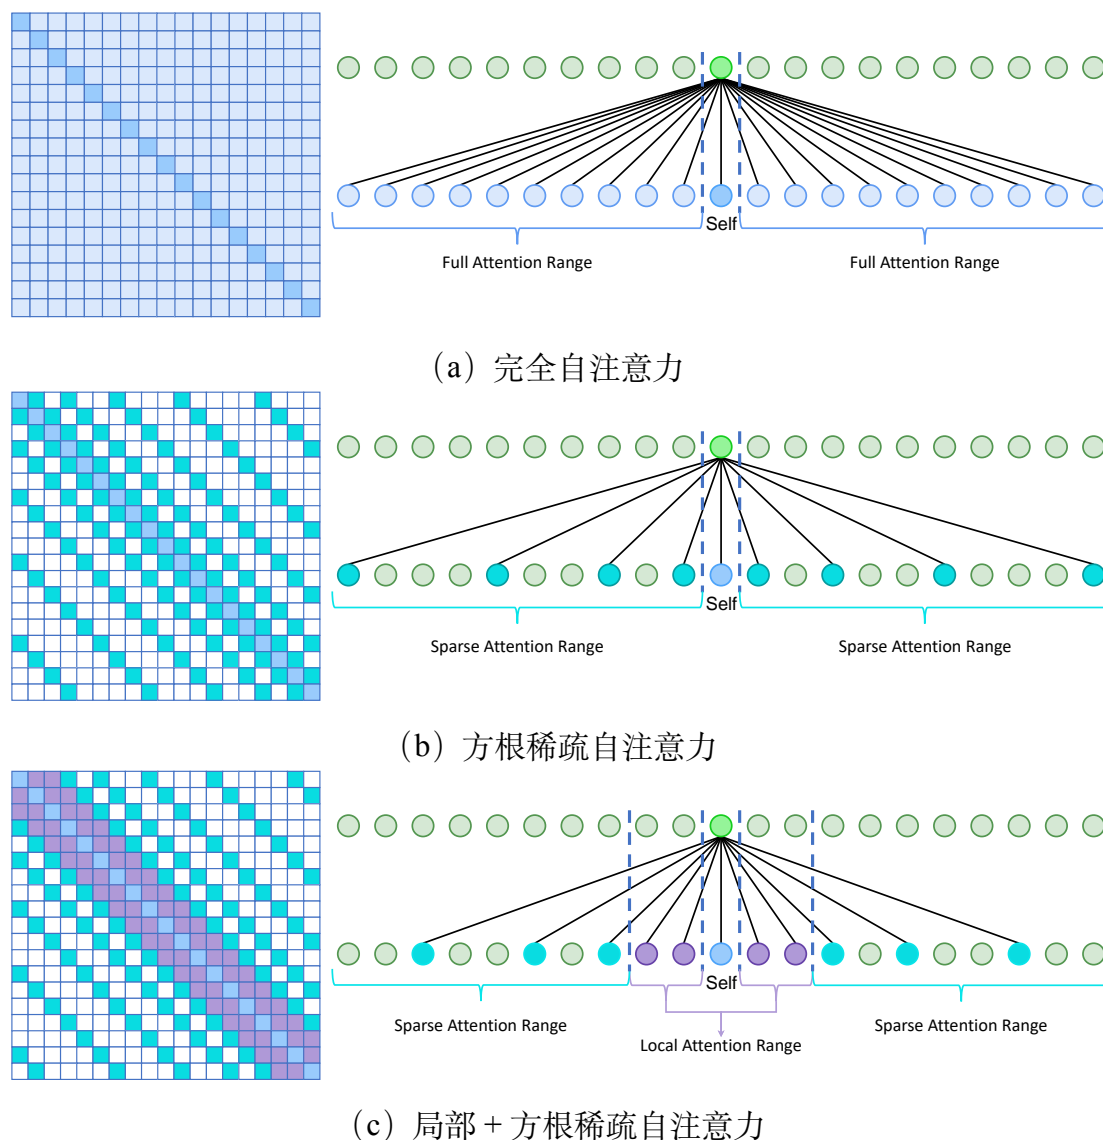 Self
Full Attention Range
Full Attention Range
（a）完全自注意力
Self
Sparse Attention Range
Sparse Attention Range
（b）方根稀疏自注意力
Self
Sparse Attention Range
Sparse Attention Range
Local Attention Range
（c）局部 + 方根稀疏自注意力